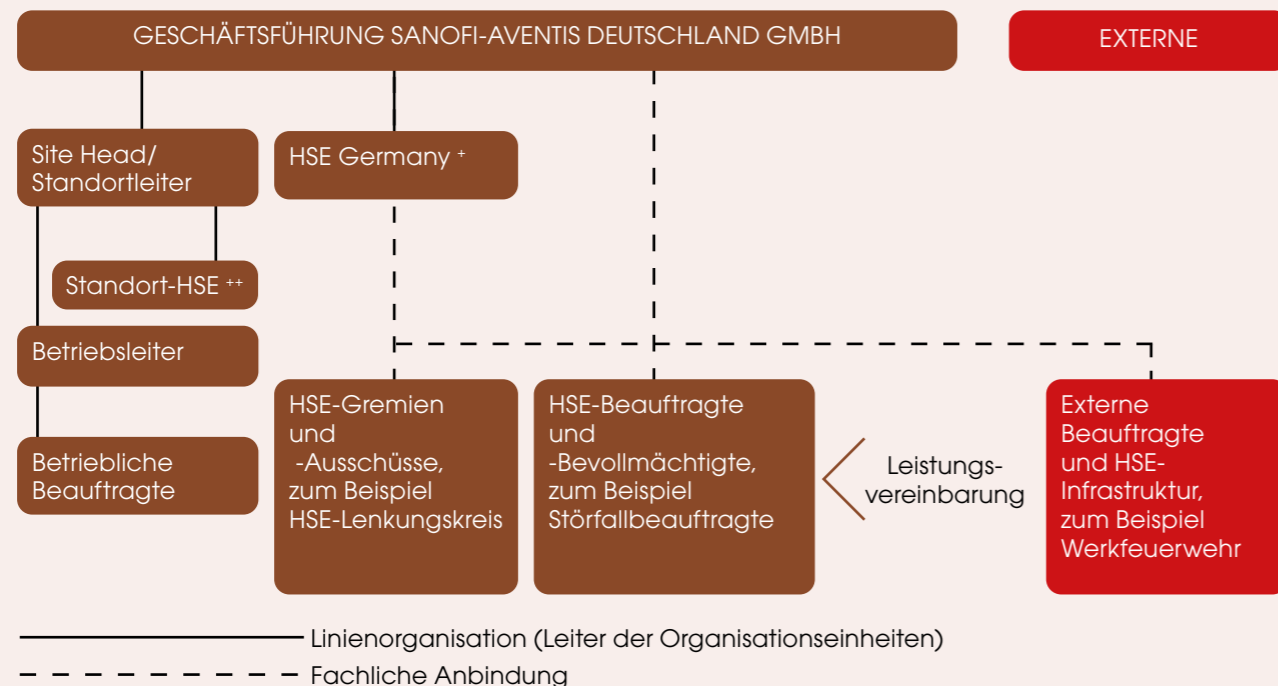 GESCHÄFTSFÜHRUNG SANOFI-AVENTIS DEUTSCHLAND GMBH
EXTERNE
Site Head/
Standortleiter
HSE Germany +
Standort-HSE ++
Betriebsleiter
Betriebliche
Beauftragte
HSE-Gremien
und
-Ausschüsse,
zum Beispiel
HSE-Lenkungskreis
HSE-Beauftragte
und
-Bevollmächtigte,
zum Beispiel
Störfallbeauftragte
Leistungs-
vereinbarung
Externe
Beauftragte
und HSE-
Infrastruktur,
zum Beispiel
Werkfeuerwehr
Linienorganisation (Leiter der Organisationseinheiten)
Fachliche Anbindung